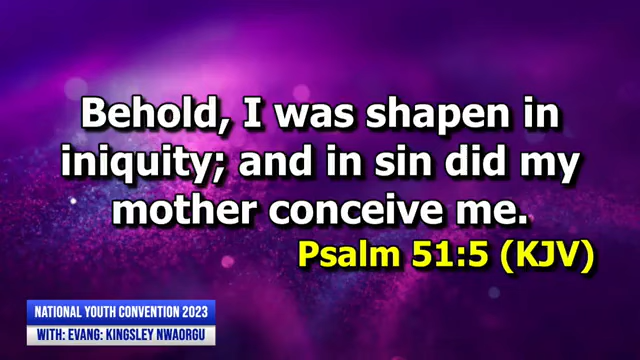 Behold, I was shapen in
iniquity; and in sin did my
mother conceive me.
Psalm 51:5 (KJV)
NATIONAL YOUTH CONVENTION 2023
WITH: EVANG: KINGSLEY NWAORGU